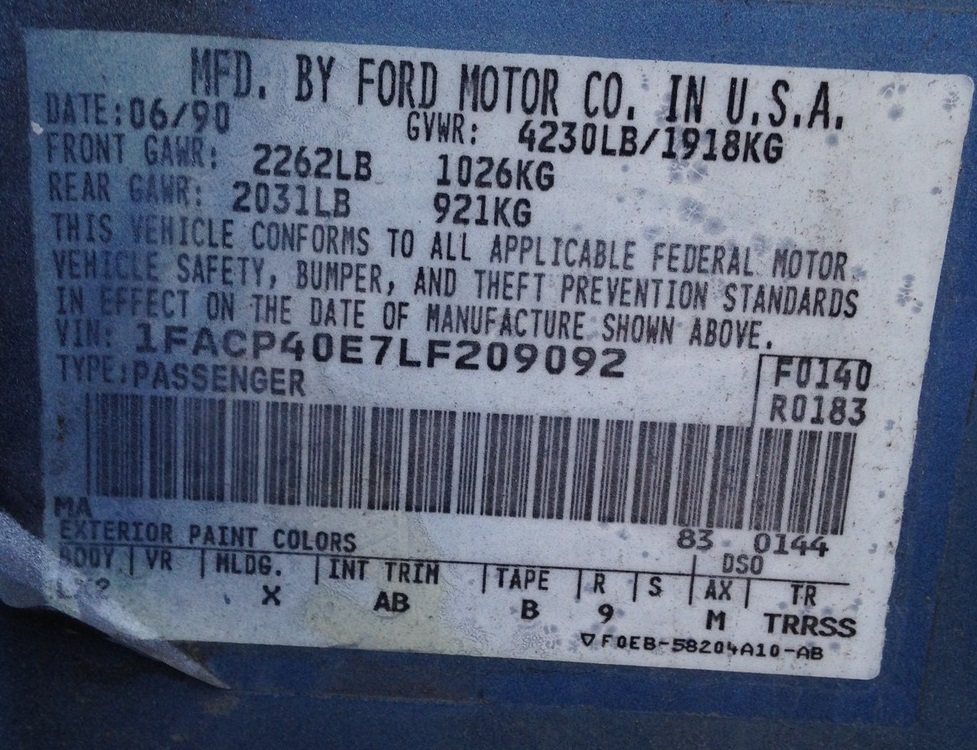 MFD. BY FORD MOTOR CO. IN U.S.A.
DATE:06/90 GVWR: 4230LB/1918KG
FRONT GAWR: 2262LB 1026KG
REAR GAWR: 2031LB 921KG
THIS VEHICLE CONFORMS TO ALL APPLICABLE FEDERAL MOTOR
VEHICLE SAFETY, BUMPER, AND THEFT PREVENTION STANDARDS
IN EFFECT ON THE DATE OF MANUFACTURE SHOWN ABOVE.
VIN: 1FACP40E7LF209092
TYPE:PASSENGER
F0140
R0183
MA
EXTERIOR PAINT COLORS 83 0144
DSO
BODY VR MLDG. INT TRIM TAPE R S AX TR
X AB B 9 M TRRSS
▽F0EB-58204A10-AB